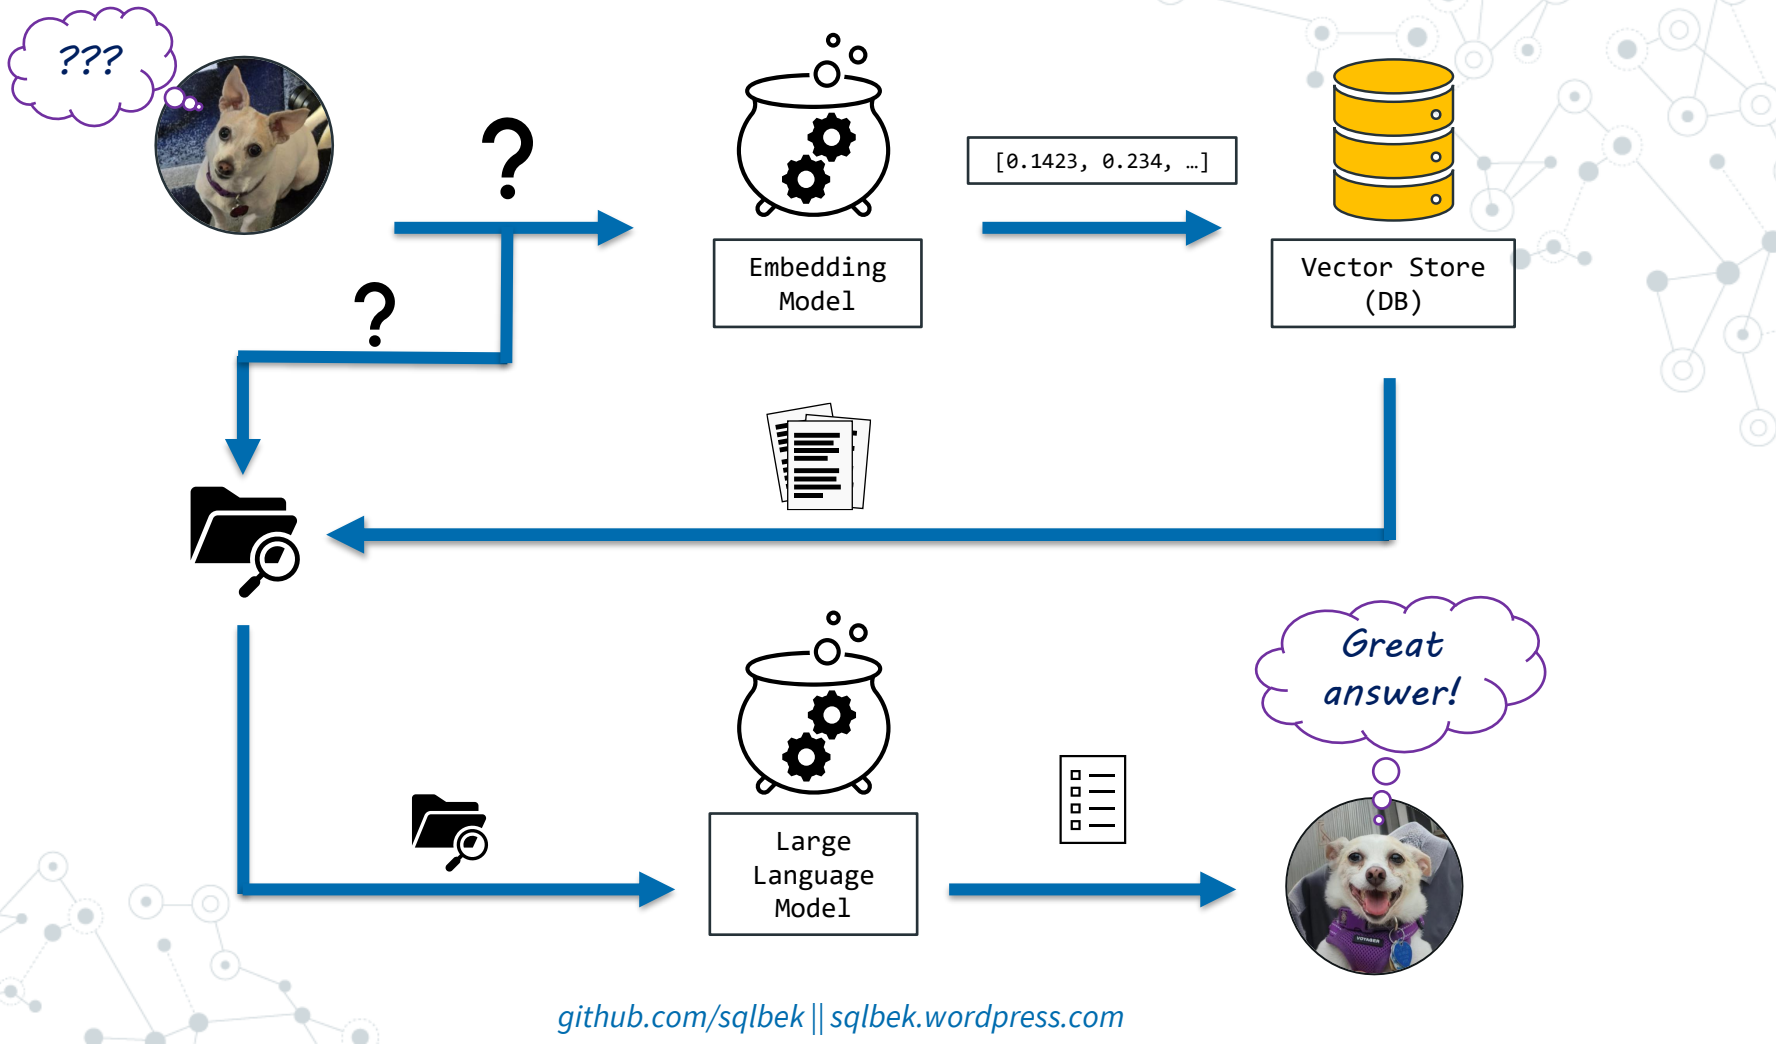 ???
[0.1423, 0.234, …]
Embedding
Model
Vector Store
(DB)
Great
answer!
Large
Language
Model
VOYAGER
github.com/sqlbek || sqlbek.wordpress.com